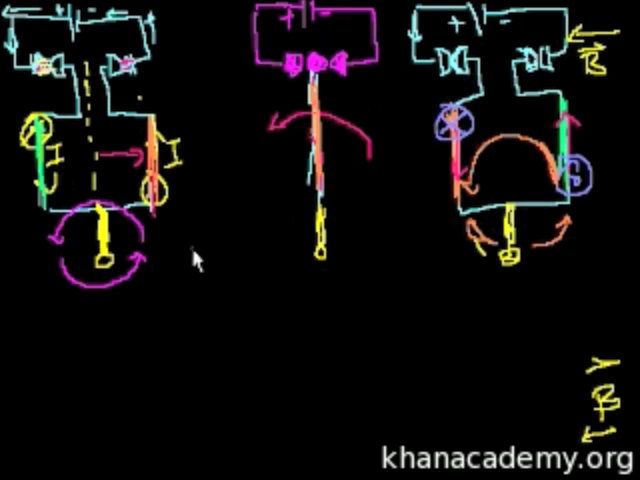 + -
+
+ -
B
I
I
B
khanacademy.org